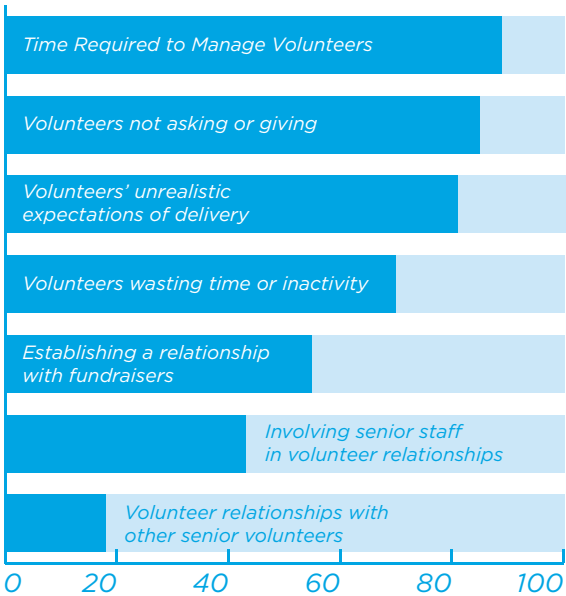 Time Required to Manage Volunteers
Volunteers not asking or giving
Volunteers’ unrealistic
expectations of delivery
Volunteers wasting time or inactivity
Establishing a relationship
with fundraisers
Involving senior staff
in volunteer relationships
Volunteer relationships with
other senior volunteers
0 20 40 60 80 100